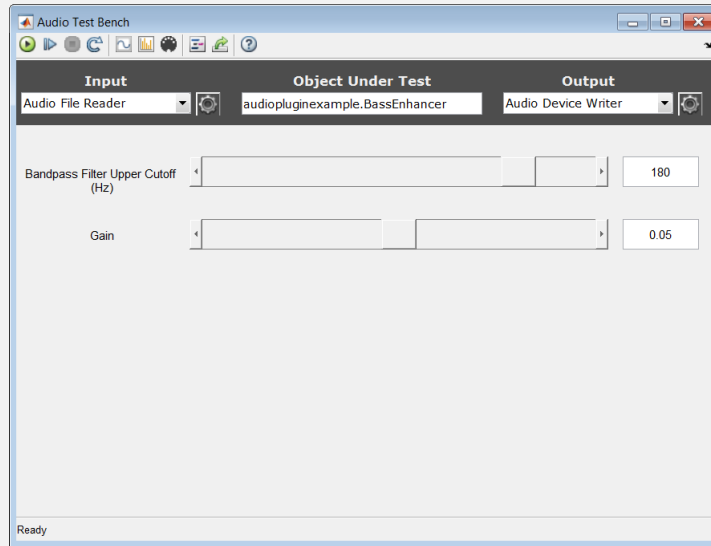 Audio Test Bench
Input
Object Under Test
Output
Audio File Reader
audiopluginexample.BassEnhancer
Audio Device Writer
Bandpass Filter Upper Cutoff
(Hz)
180
Gain
0.05
Ready